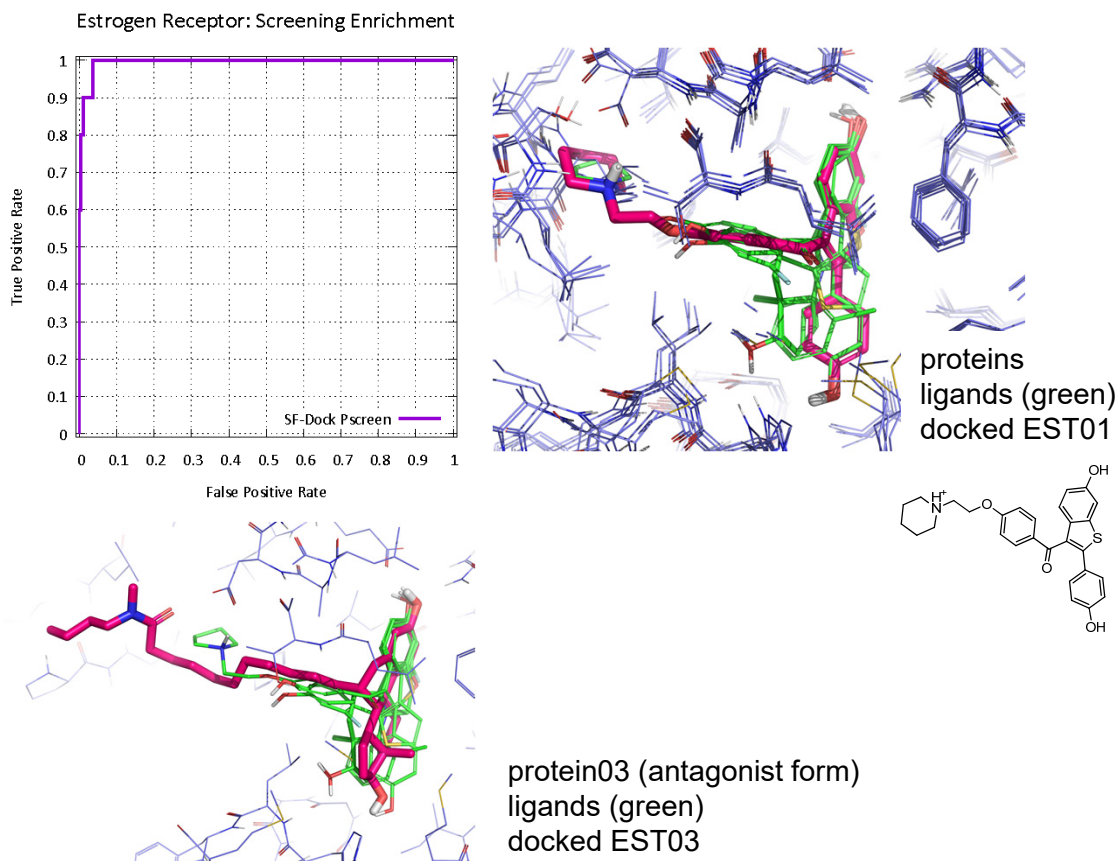 Estrogen Receptor: Screening Enrichment
1
0.9
0.8
0.7
0.6
0.5
0.4
0.3
0.2
0.1
0
True Positive Rate
SF-Dock Pscreen
0 0.1 0.2 0.3 0.4 0.5 0.6 0.7 0.8 0.9 1
False Positive Rate
proteins
ligands (green)
docked EST01
OH
H+
N
O
S
O
OH
protein03 (antagonist form)
ligands (green)
docked EST03